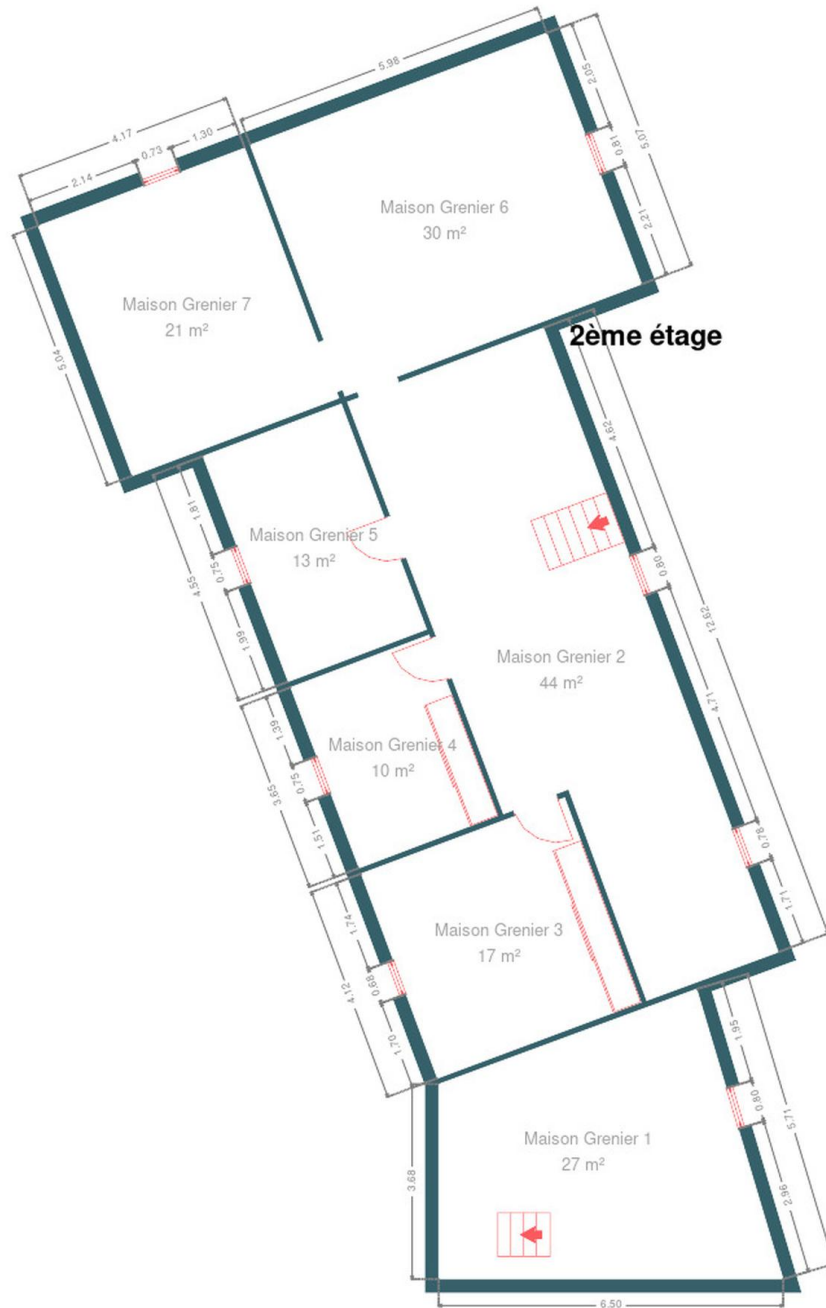 5.98
2.05
0.81
5.07
2.21
4.17
1.30
0.73
2.14
Maison Grenier 6
30 m²
Maison Grenier 7
21 m²
5.04
2ème étage
4.62
1.81
Maison Grenier 5
13 m²
0.75
4.55
1.99
0.80
12.62
Maison Grenier 2
44 m²
4.71
1.39
Maison Grenier 4
10 m²
0.75
3.65
1.51
0.78
1.71
1.74
Maison Grenier 3
17 m²
0.68
4.12
1.70
1.95
0.80
5.71
Maison Grenier 1
27 m²
3.68
2.96
6.50